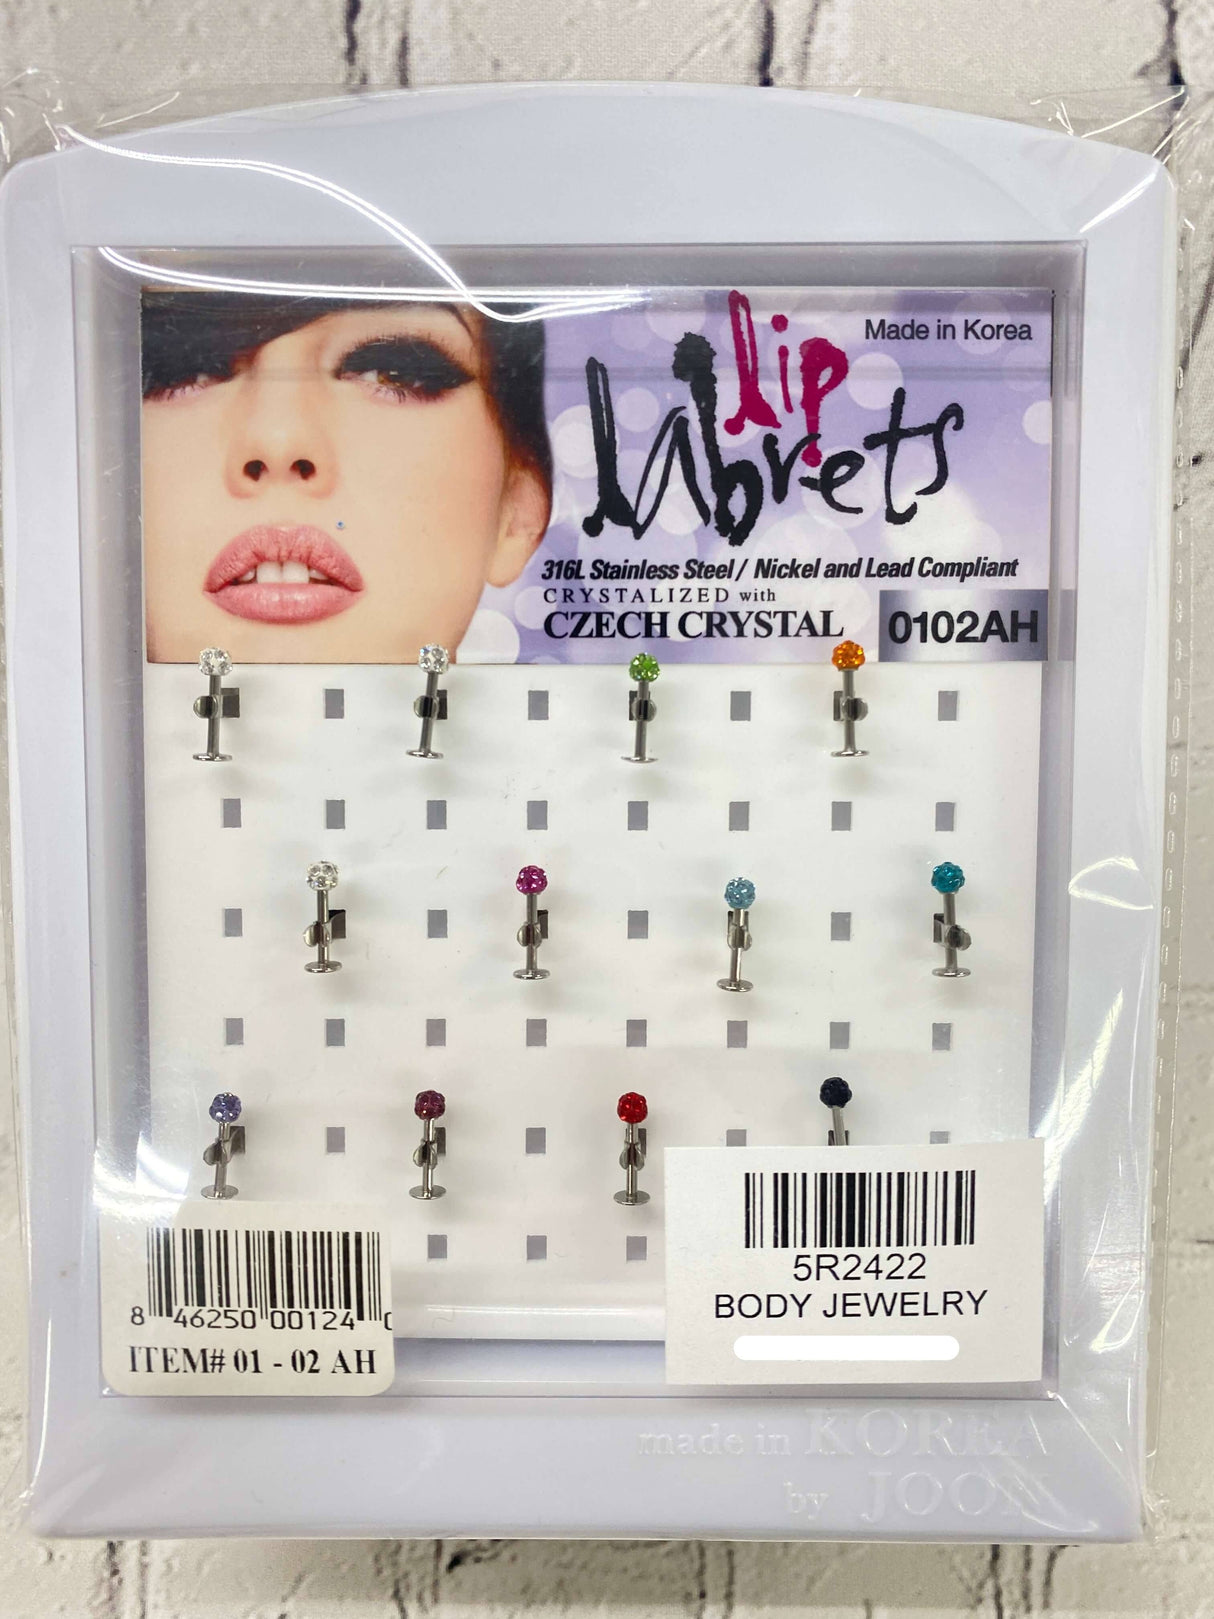 Made in Korea
lip
labrets
316L Stainless Steel / Nickel and Lead Compliant
CRYSTALIZED with
CZECH CRYSTAL
0102AH
5R2422
BODY JEWELRY
8 46250 00124
ITEM# 01 - 02 AH
made in KOREA
by